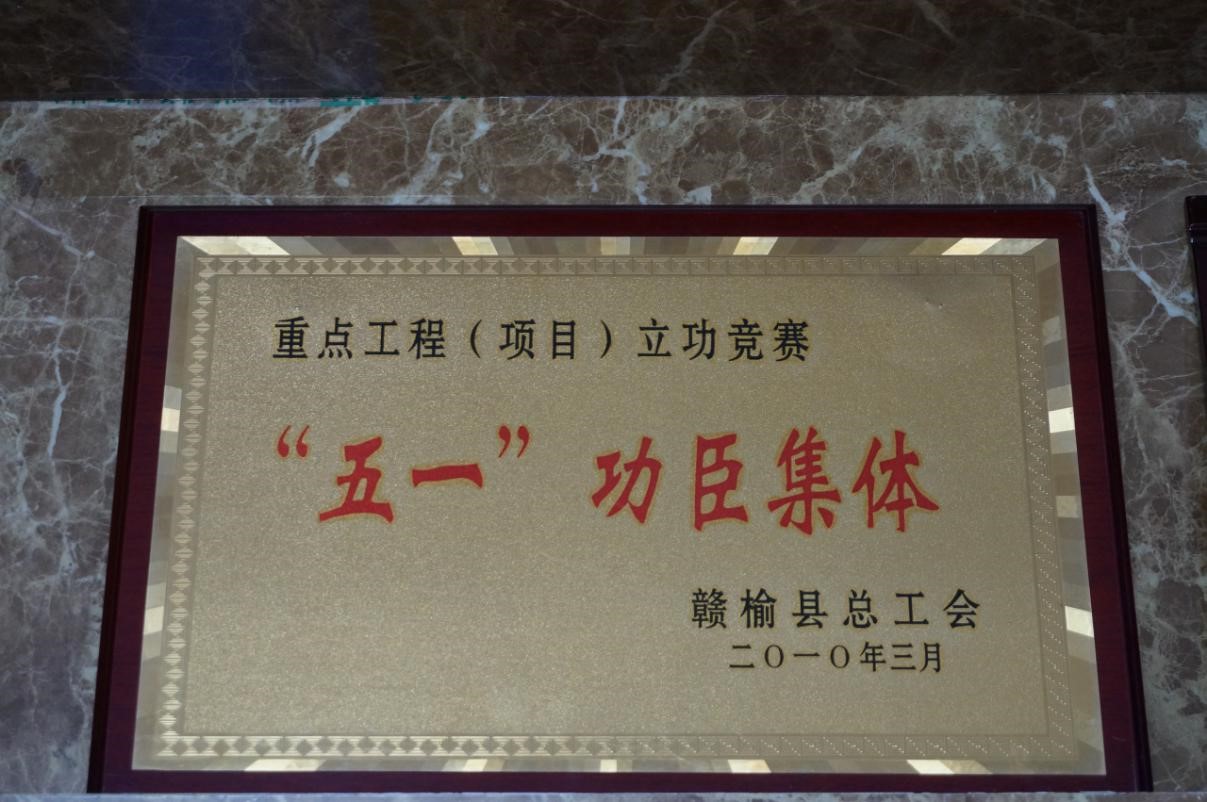 重点工程（项目）立功竞赛
“五一” 功臣集体
赣榆县总工会
二〇一〇年三月